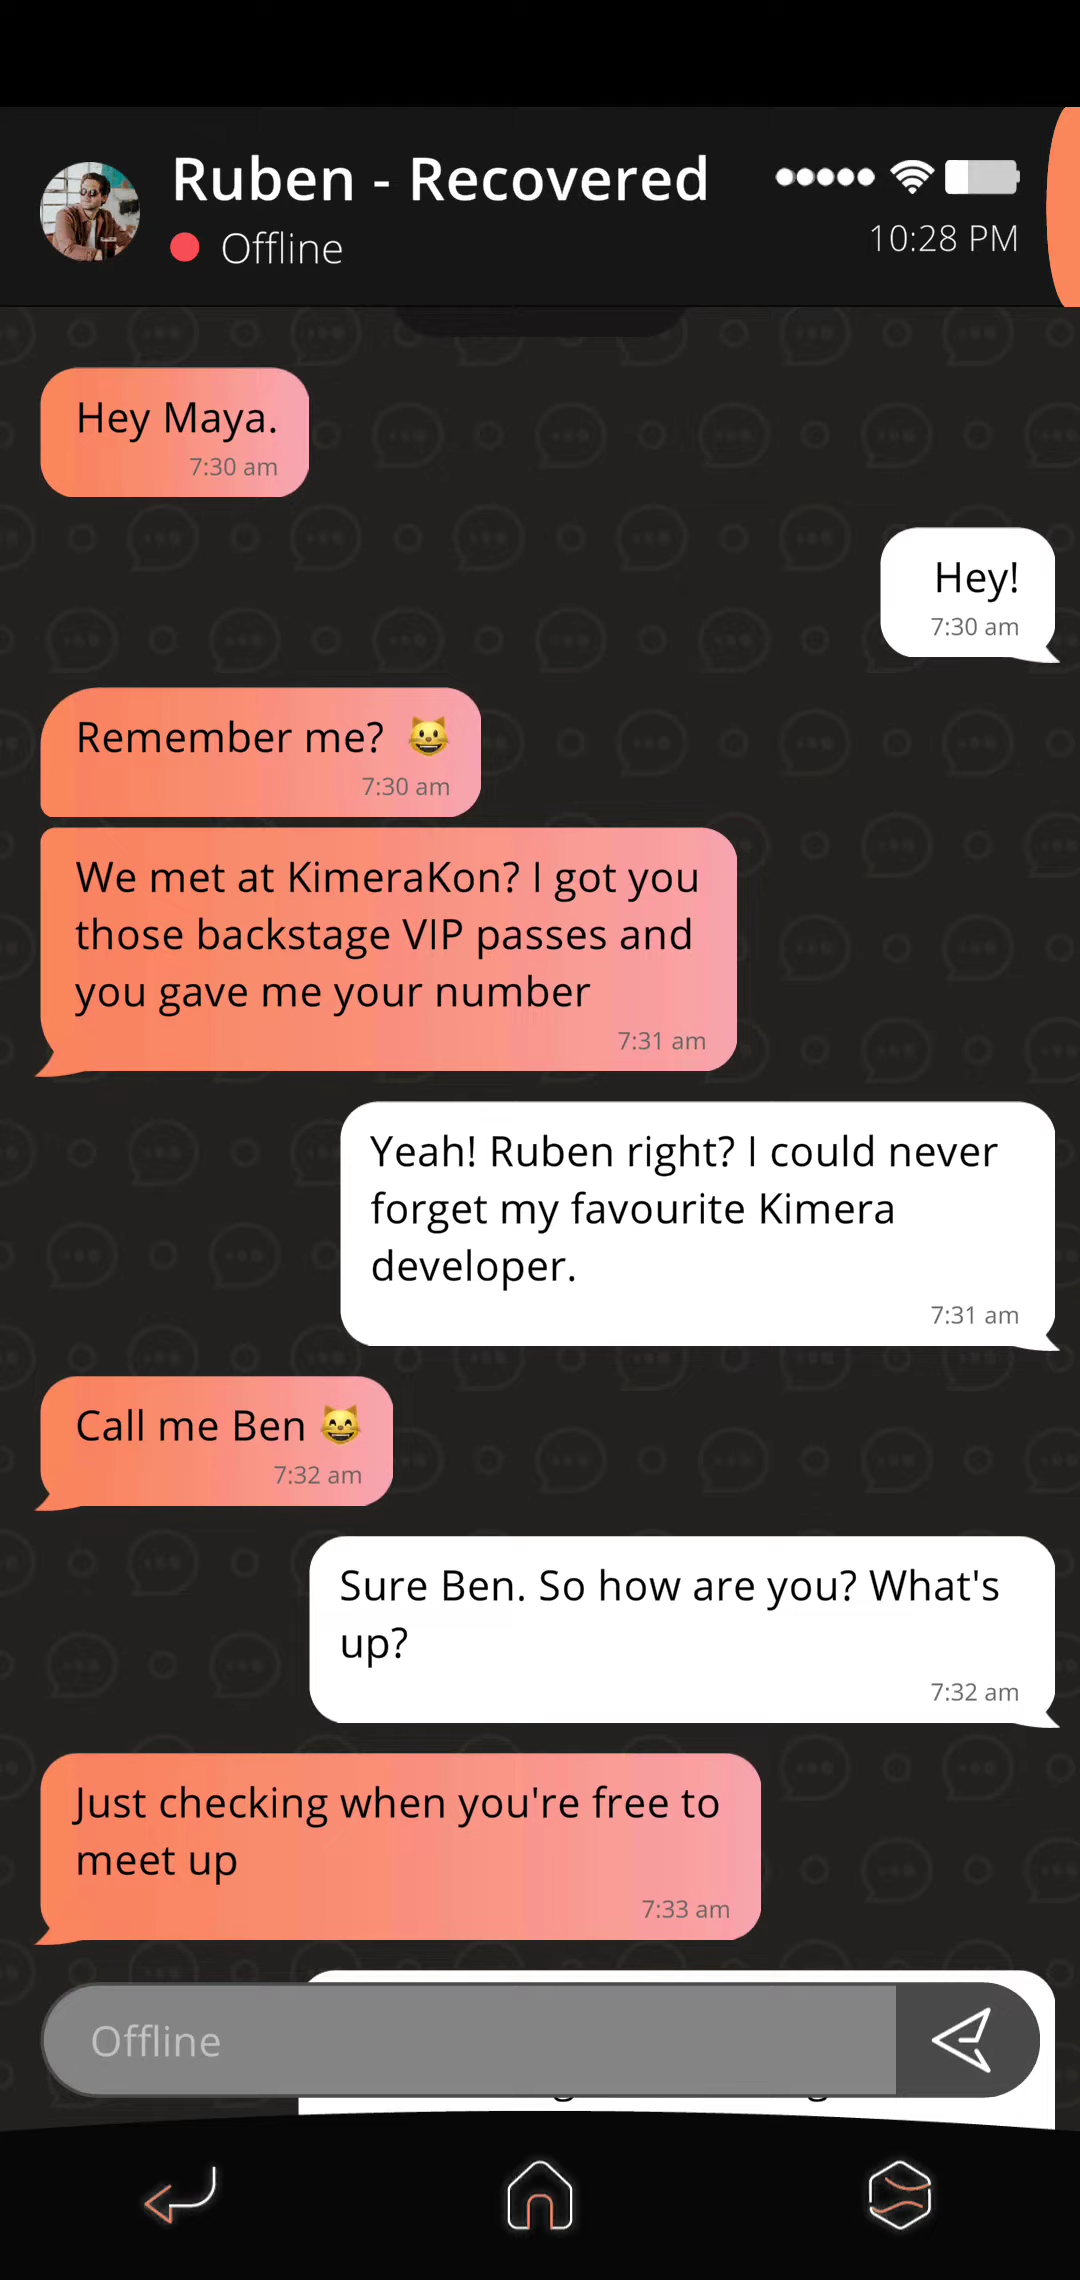 Ruben - Recovered
Offline
10:28 PM
Hey Maya.
7:30 am
Hey!
7:30 am
Remember me? 😺
7:30 am
We met at KimeraKon? I got you
those backstage VIP passes and
you gave me your number
7:31 am
Yeah! Ruben right? I could never
forget my favourite Kimera
developer.
7:31 am
Call me Ben 😸
7:32 am
Sure Ben. So how are you? What's
up?
7:32 am
Just checking when you're free to
meet up
7:33 am
Offline